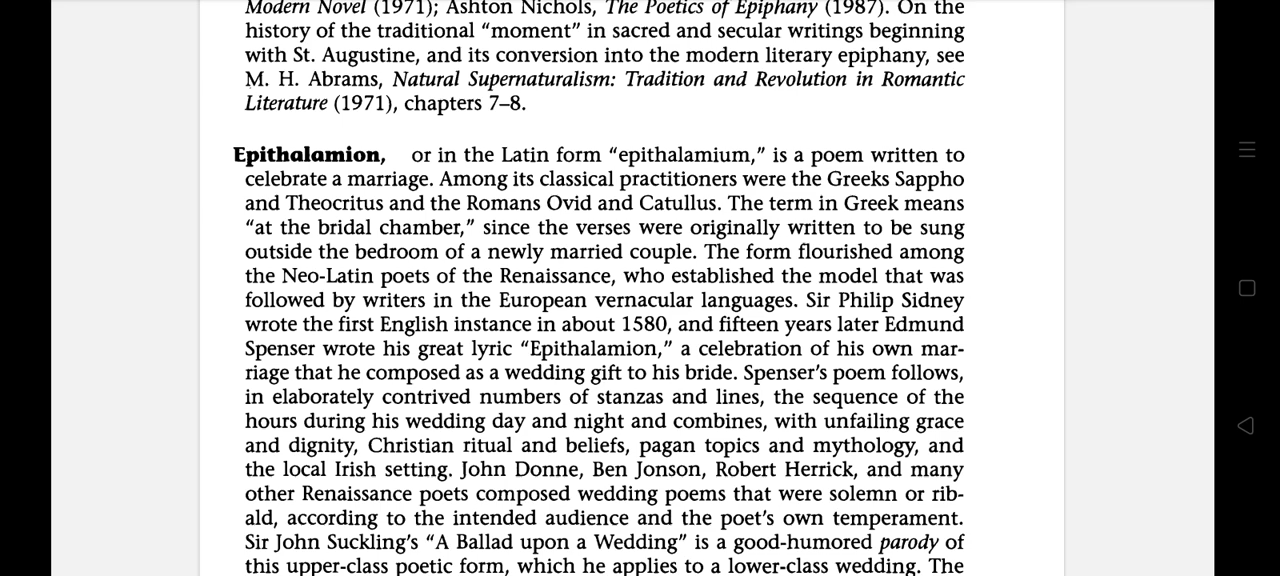 Modern Novel (1971); Ashton Nichols, The Poetics of Epiphany (1987). On the
history of the traditional “moment” in sacred and secular writings beginning
with St. Augustine, and its conversion into the modern literary epiphany, see
M. H. Abrams, Natural Supernaturalism: Tradition and Revolution in Romantic
Literature (1971), chapters 7–8.
Epithalamion, or in the Latin form “epithalamium,” is a poem written to
celebrate a marriage. Among its classical practitioners were the Greeks Sappho
and Theocritus and the Romans Ovid and Catullus. The term in Greek means
“at the bridal chamber,” since the verses were originally written to be sung
outside the bedroom of a newly married couple. The form flourished among
the Neo-Latin poets of the Renaissance, who established the model that was
followed by writers in the European vernacular languages. Sir Philip Sidney
wrote the first English instance in about 1580, and fifteen years later Edmund
Spenser wrote his great lyric “Epithalamion,” a celebration of his own mar-
riage that he composed as a wedding gift to his bride. Spenser’s poem follows,
in elaborately contrived numbers of stanzas and lines, the sequence of the
hours during his wedding day and night and combines, with unfailing grace
and dignity, Christian ritual and beliefs, pagan topics and mythology, and
the local Irish setting. John Donne, Ben Jonson, Robert Herrick, and many
other Renaissance poets composed wedding poems that were solemn or rib-
ald, according to the intended audience and the poet’s own temperament.
Sir John Suckling’s “A Ballad upon a Wedding” is a good-humored parody of
this upper-class poetic form, which he applies to a lower-class wedding. The